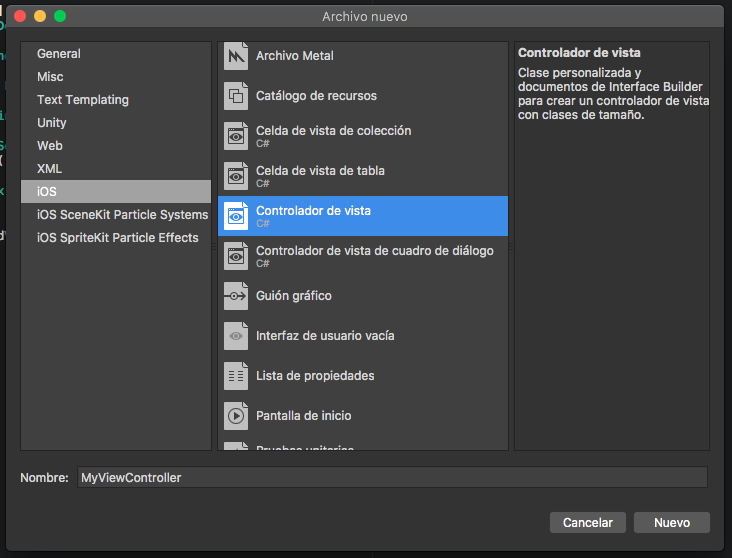 Archivo nuevo
General
Misc
Text Templating
Unity
Web
XML
iOS
iOS SceneKit Particle Systems
iOS SpriteKit Particle Effects
Archivo Metal
Catálogo de recursos
Celda de vista de colección
C#
Celda de vista de tabla
C#
Controlador de vista
C#
Controlador de vista de cuadro de diálogo
C#
Guión gráfico
Interfaz de usuario vacía
Lista de propiedades
Pantalla de inicio
Pruebas unitarias
Controlador de vista
Clase personalizada y
documentos de Interface Builder
para crear un controlador de vista
con clases de tamaño.
Nombre: MyViewController
Cancelar Nuevo